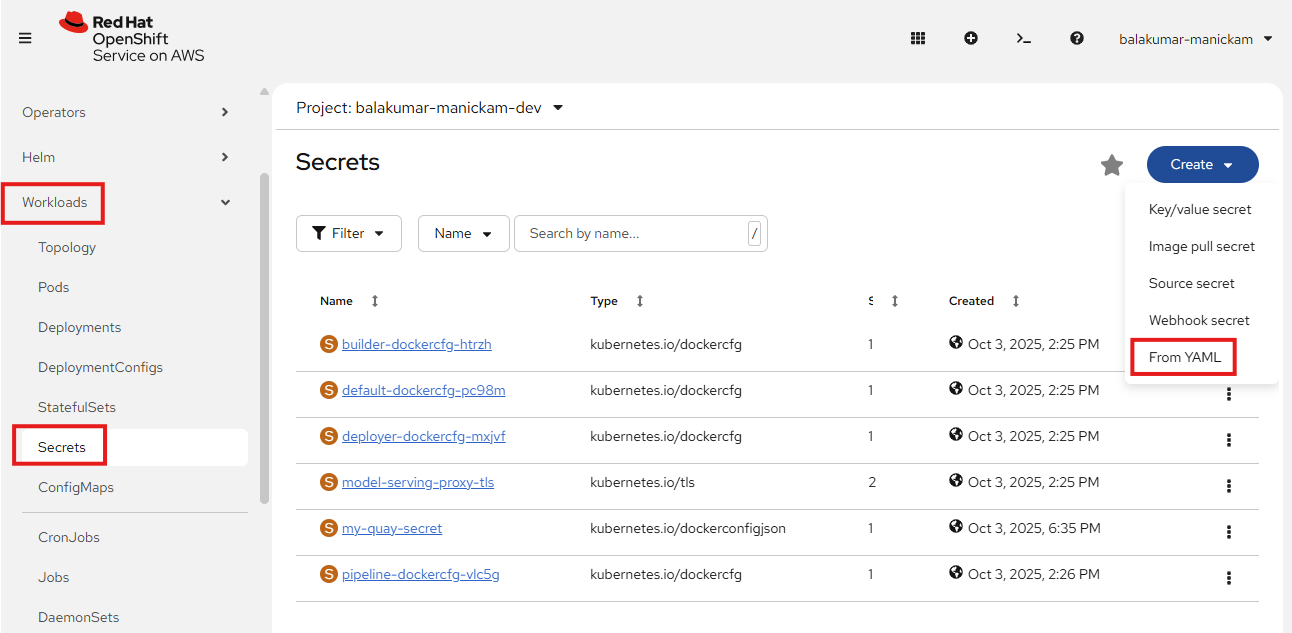 Red Hat
OpenShift
Service on AWS
balakumar-manickam
Operators
Helm
Workloads
Topology
Pods
Deployments
DeploymentConfigs
StatefulSets
Secrets
ConfigMaps
CronJobs
Jobs
DaemonSets
Project: balakumar-manickam-dev
Secrets
Create
Key/value secret
Image pull secret
Source secret
Webhook secret
From YAML
Filter Name Search by name... /
Name Type S Created
S builder-dockercfg-htrzh kubernetes.io/dockercfg 1 Oct 3, 2025, 2:25 PM
S default-dockercfg-pc98m kubernetes.io/dockercfg 1 Oct 3, 2025, 2:25 PM
S deployer-dockercfg-mxjvf kubernetes.io/dockercfg 1 Oct 3, 2025, 2:25 PM
S model-serving-proxy-tls kubernetes.io/tls 2 Oct 3, 2025, 2:25 PM
S my-quay-secret kubernetes.io/dockerconfigjson 1 Oct 3, 2025, 6:35 PM
S pipeline-dockercfg-vlc5g kubernetes.io/dockercfg 1 Oct 3, 2025, 2:26 PM